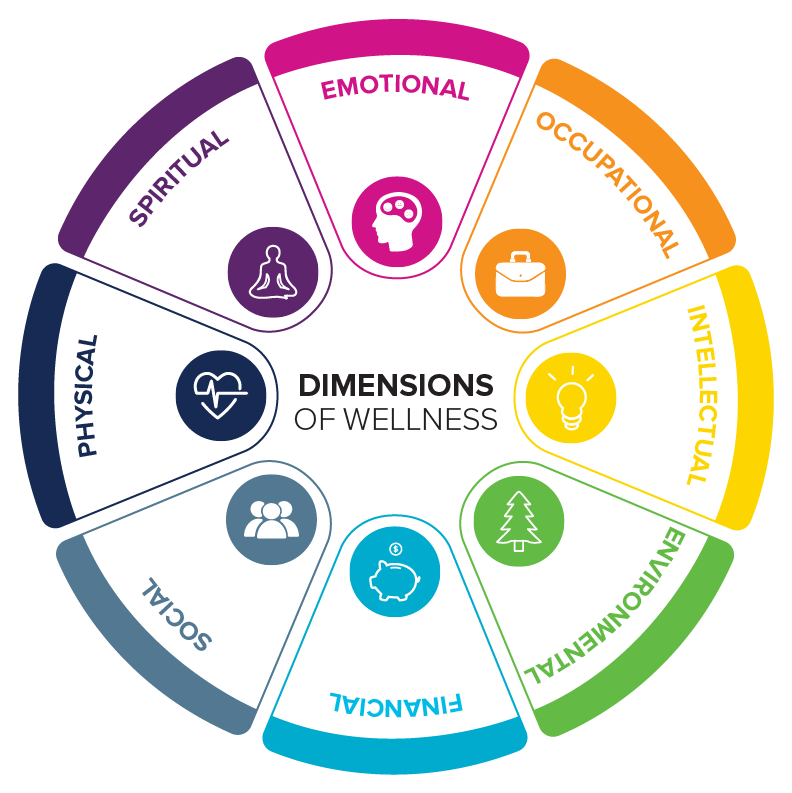 EMOTIONAL
OCCUPATIONAL
INTELLECTUAL
ENVIRONMENTAL
FINANCIAL
SOCIAL
PHYSICAL
SPIRITUAL
DIMENSIONS
OF WELLNESS
$